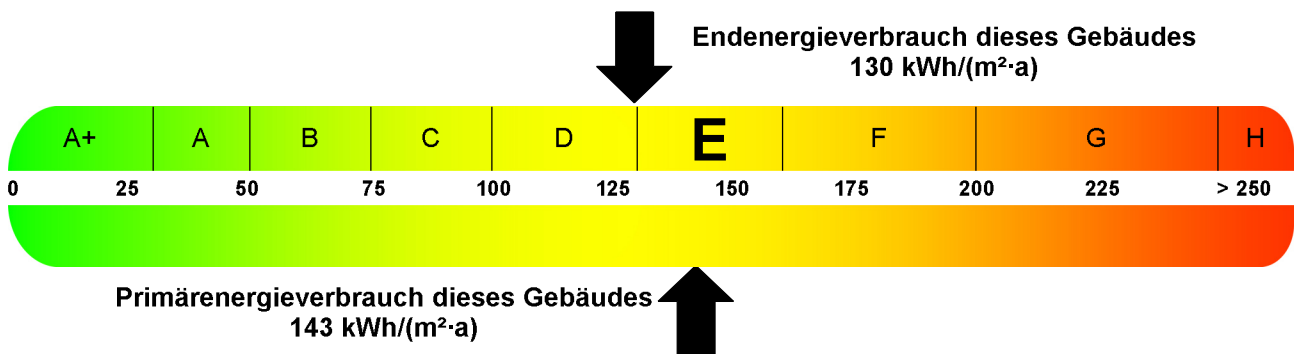 Endenergieverbrauch dieses Gebäudes
130 kWh/(m²·a)
A+ A B C D E F G H
0 25 50 75 100 125 150 175 200 225 > 250
Primärenergieverbrauch dieses Gebäudes
143 kWh/(m²·a)